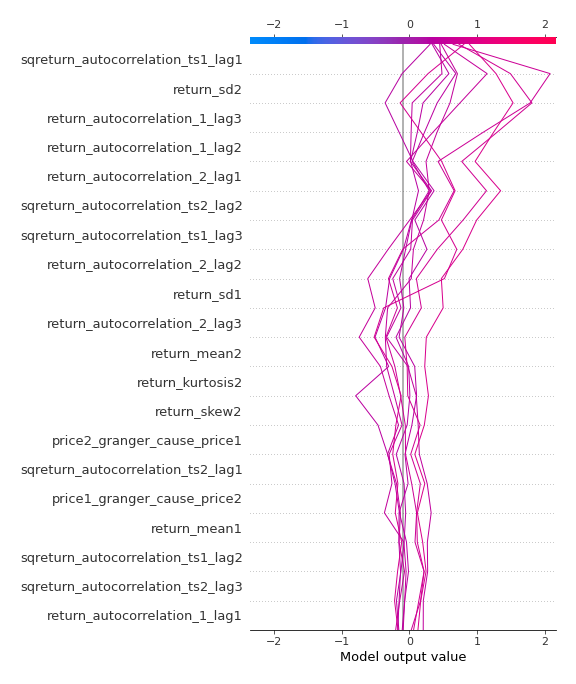 −2 −1 0 1 2
sqreturn_autocorrelation_ts1_lag1
return_sd2
return_autocorrelation_1_lag3
return_autocorrelation_1_lag2
return_autocorrelation_2_lag1
sqreturn_autocorrelation_ts2_lag2
sqreturn_autocorrelation_ts1_lag3
return_autocorrelation_2_lag2
return_sd1
return_autocorrelation_2_lag3
return_mean2
return_kurtosis2
return_skew2
price2_granger_cause_price1
sqreturn_autocorrelation_ts2_lag1
price1_granger_cause_price2
return_mean1
sqreturn_autocorrelation_ts1_lag2
sqreturn_autocorrelation_ts2_lag3
return_autocorrelation_1_lag1
−2 −1 0 1 2
Model output value